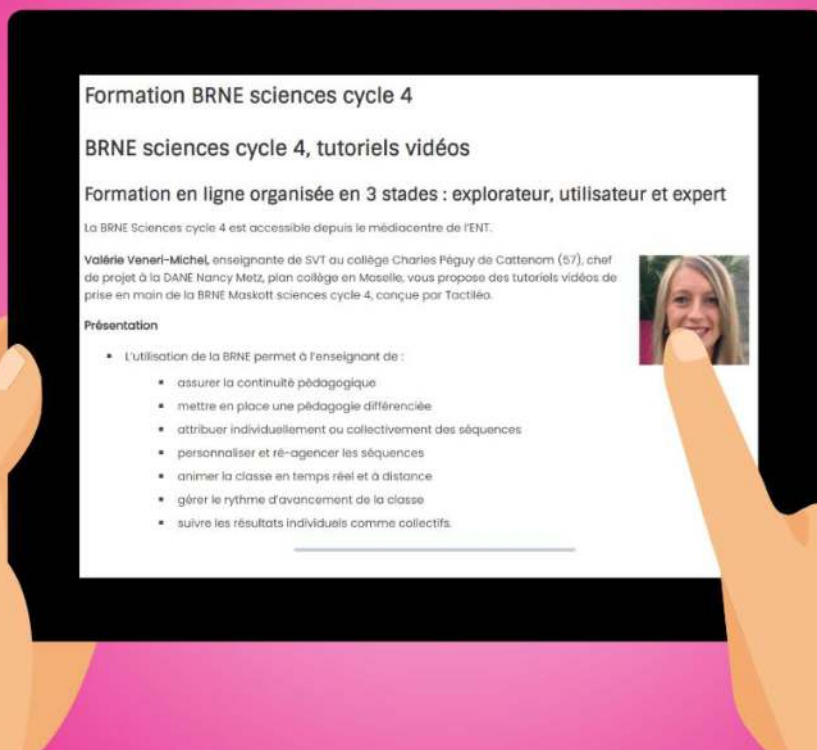 Formation BRNE sciences cycle 4
BRNE sciences cycle 4, tutoriels vidéos
Formation en ligne organisée en 3 stades : explorateur, utilisateur et expert
La BRNE Sciences cycle 4 est accessible depuis le médiacentre de l'ENT.
Valérie Veneri-Michel, enseignante de SVT au collège Charles Péguy de Cattenom (57), chef
de projet à la DANE Nancy Metz, plan collège en Moselle, vous propose des tutoriels vidéos de
prise en main de la BRNE Maskott sciences cycle 4, conçue par Tactiléo.
Présentation
▪ L'utilisation de la BRNE permet à l'enseignant de :
▪ assurer la continuité pédagogique
▪ mettre en place une pédagogie différenciée
▪ attribuer individuellement ou collectivement des séquences
▪ personnaliser et ré-agencer les séquences
▪ animer la classe en temps réel et à distance
▪ gérer le rythme d'avancement de la classe
▪ suivre les résultats individuels comme collectifs.